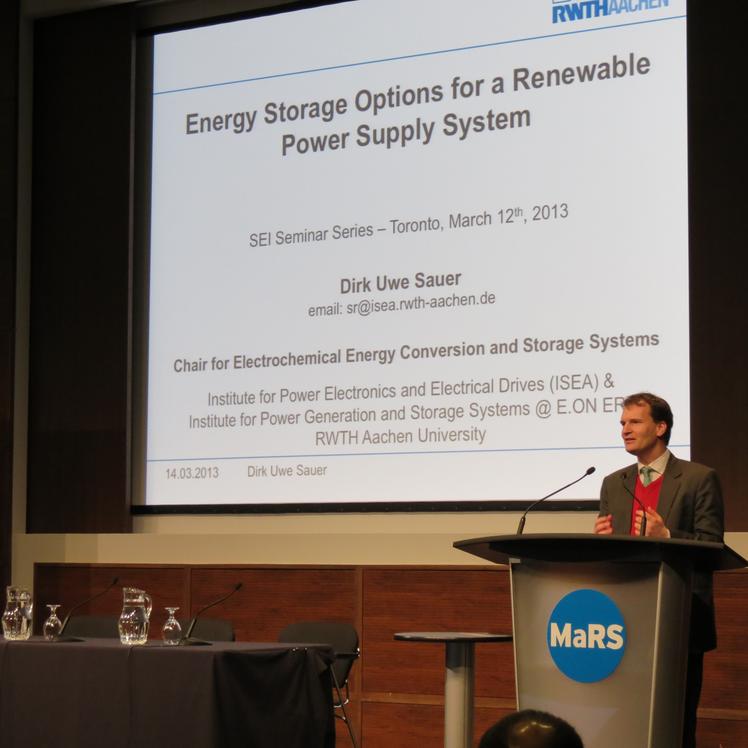 RWTHAACHEN
Energy Storage Options for a Renewable
Power Supply System
SEI Seminar Series – Toronto, March 12th, 2013
Dirk Uwe Sauer
email: sr@isea.rwth-aachen.de
Chair for Electrochemical Energy Conversion and Storage Systems
Institute for Power Electronics and Electrical Drives (ISEA) &
Institute for Power Generation and Storage Systems @ E.ON
RWTH Aachen University
14.03.2013 Dirk Uwe Sauer
MaRS